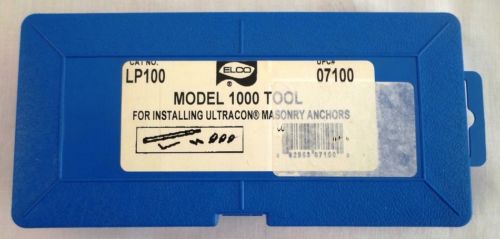 CAT NO.
ELCO
®
UPC#
LP100
07100
MODEL 1000 TOOL
FOR INSTALLING ULTRACON® MASONRY ANCHORS